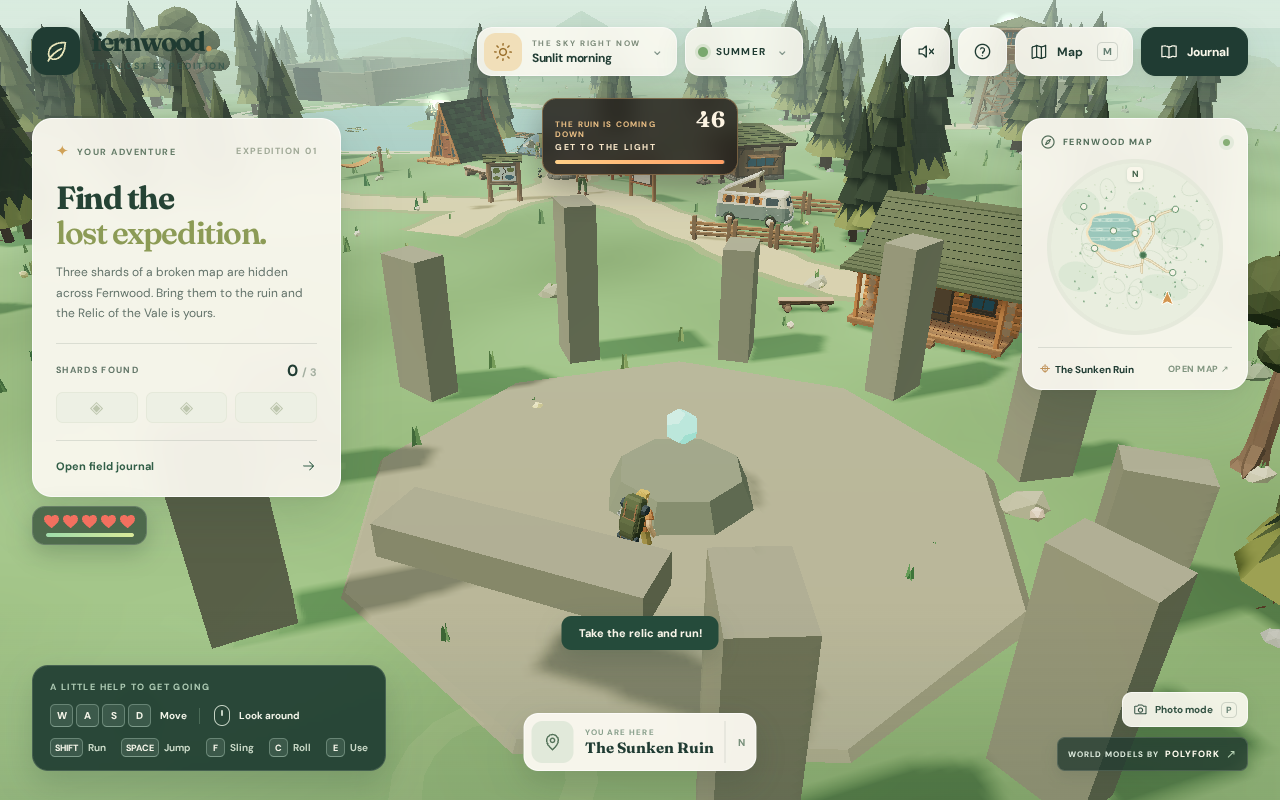 fernwood.
THE SKY RIGHT NOW
Sunlit morning
SUMMER
Map M
Journal
THE RUIN IS COMING DOWN
46
GET TO THE LIGHT
YOUR ADVENTURE
EXPEDITION 01
Find the
lost expedition.
Three shards of a broken map are hidden
across Fernwood. Bring them to the ruin and
the Relic of the Vale is yours.
SHARDS FOUND
0 / 3
Open field journal
FERNWOOD MAP
N
The Sunken Ruin
OPEN MAP
Take the relic and run!
A LITTLE HELP TO GET GOING
W A S D Move
Look around
SHIFT Run SPACE Jump F Sling C Roll E Use
YOU ARE HERE
The Sunken Ruin
N
Photo mode P
WORLD MODELS BY POLYFORK